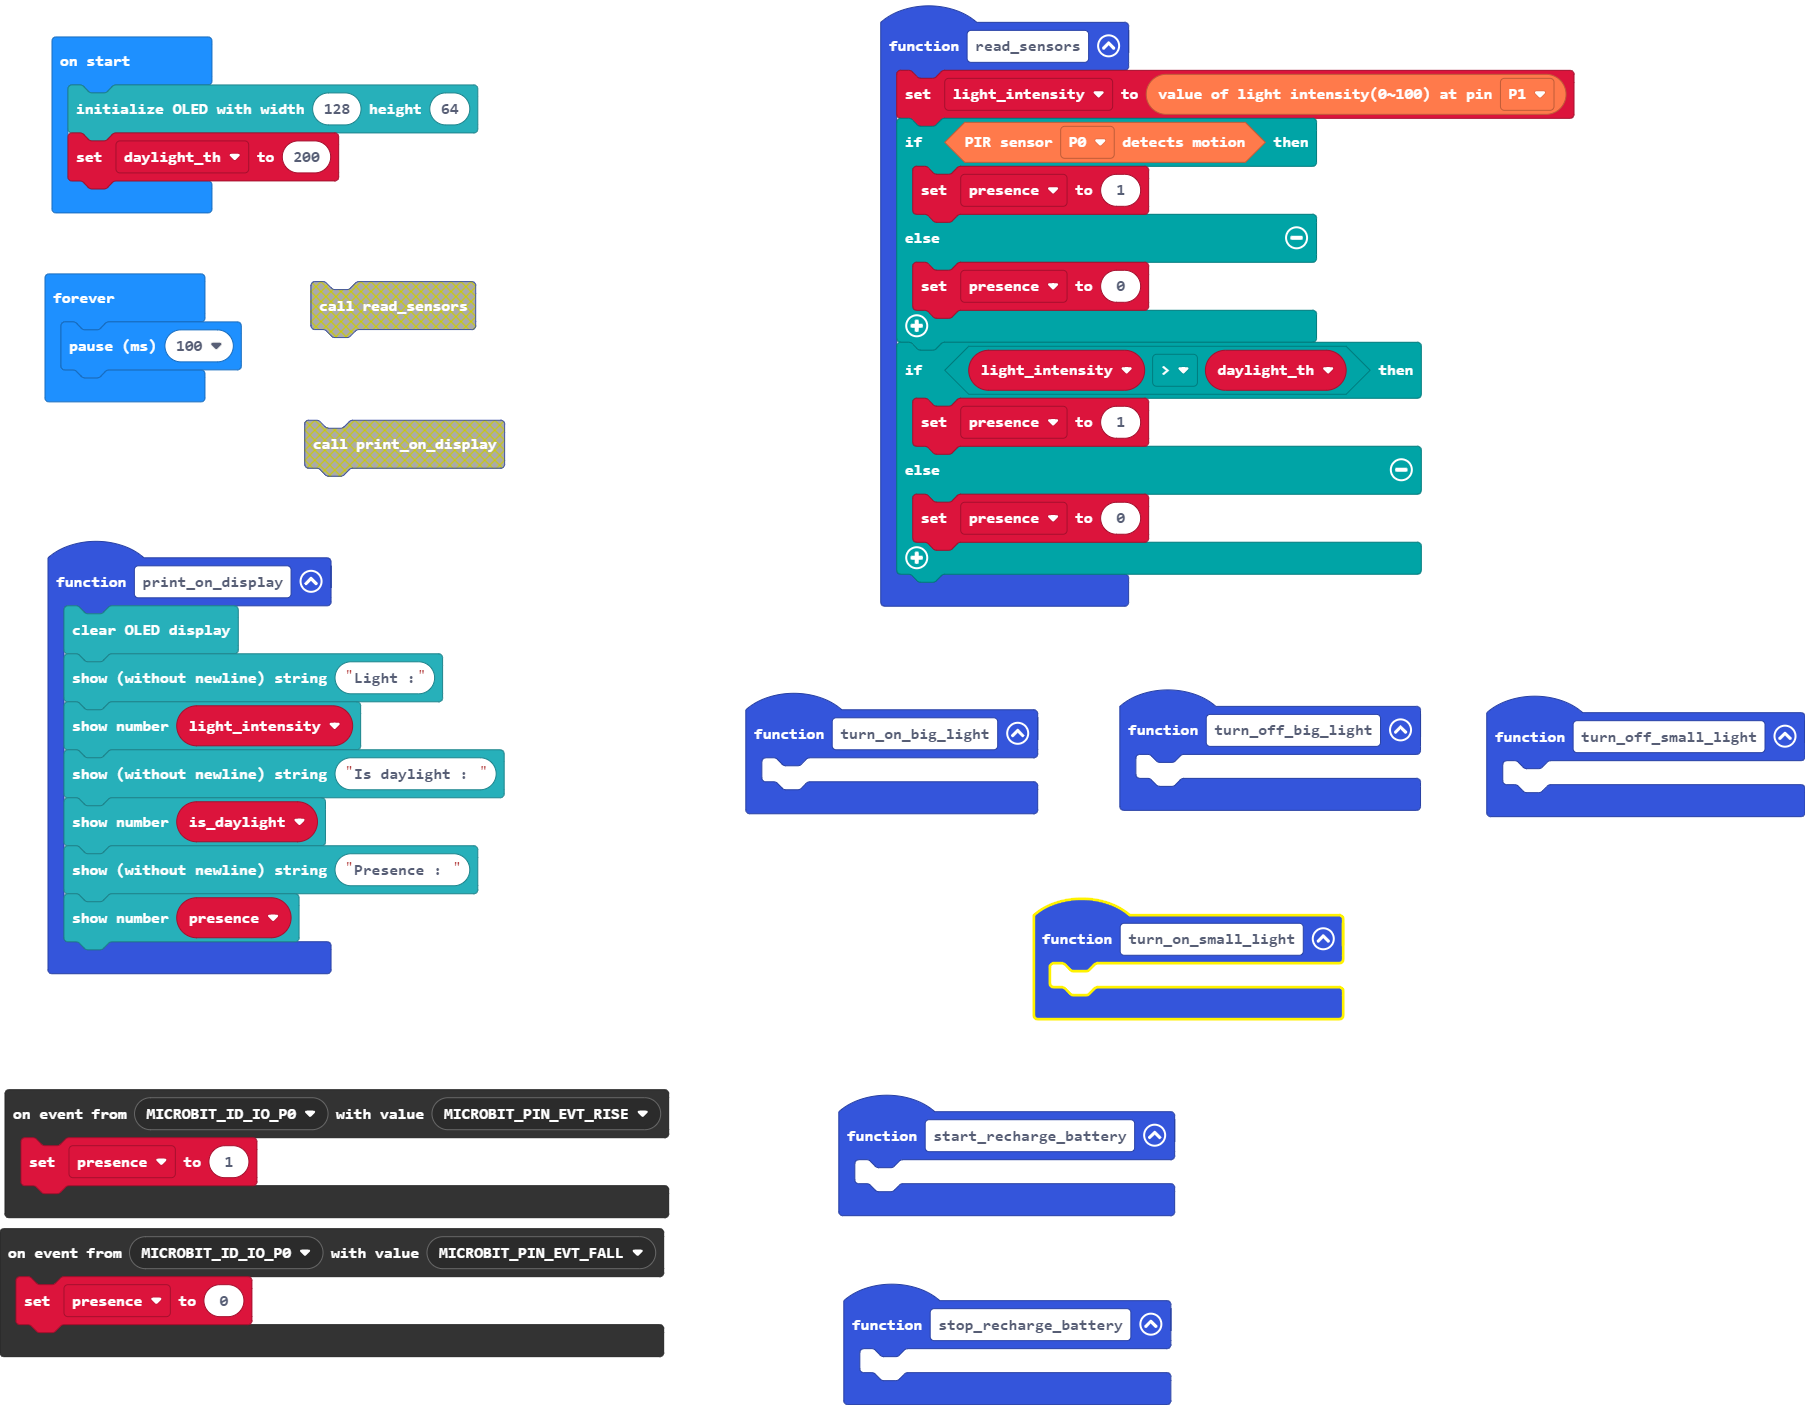 on start
initialize OLED with width 128 height 64
set daylight_th to 200
forever
pause (ms) 100
call read_sensors
call print_on_display
function print_on_display
clear OLED display
show (without newline) string "Light :"
show number light_intensity
show (without newline) string "Is daylight : "
show number is_daylight
show (without newline) string "Presence : "
show number presence
on event from MICROBIT_ID_IO_P0 with value MICROBIT_PIN_EVT_RISE
set presence to 1
on event from MICROBIT_ID_IO_P0 with value MICROBIT_PIN_EVT_FALL
set presence to 0
function read_sensors
set light_intensity to value of light intensity(0~100) at pin P1
if PIR sensor P0 detects motion then
set presence to 1
else
set presence to 0
if light_intensity > daylight_th then
set presence to 1
else
set presence to 0
function turn_on_big_light
function turn_off_big_light
function turn_off_small_light
function turn_on_small_light
function start_recharge_battery
function stop_recharge_battery